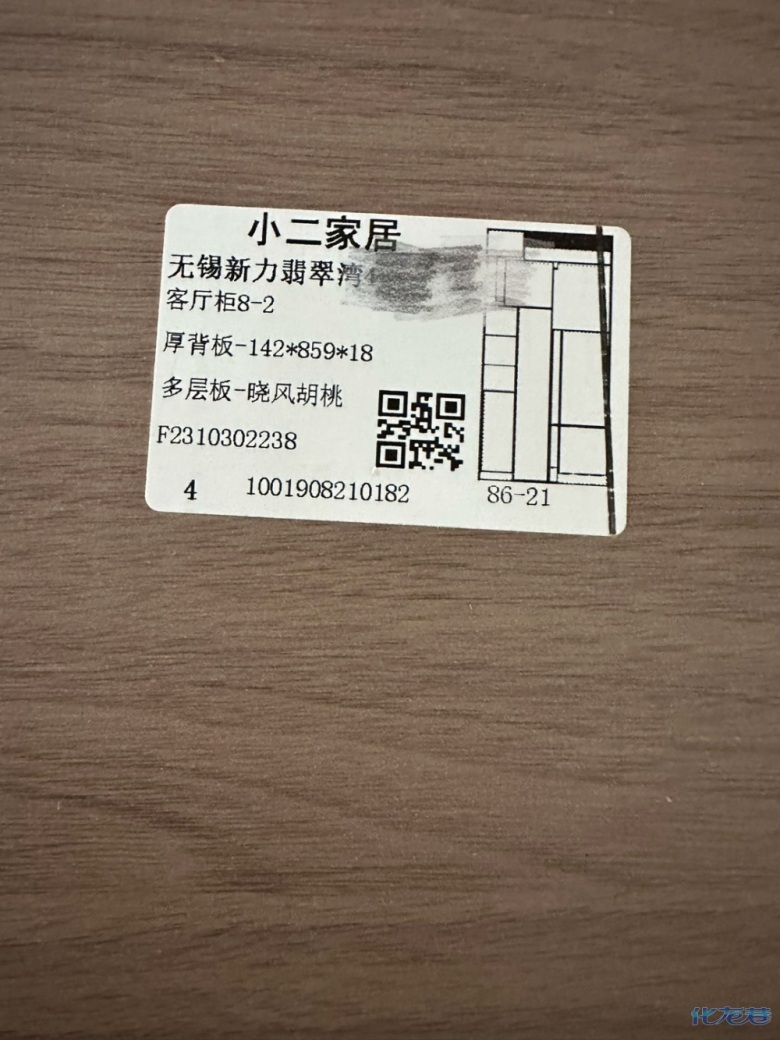 小二家居
无锡新力翡翠湾
客厅柜8-2
厚背板-142*859*18
多层板-晓风胡桃
F2310302238
4
1001908210182
86-21
化龙巷